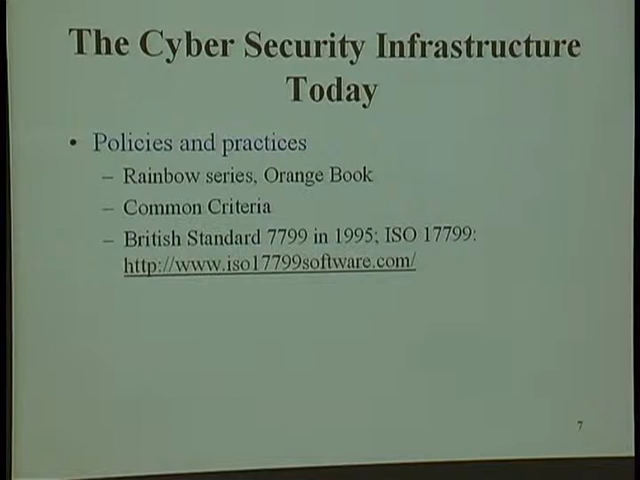 The Cyber Security Infrastructure
Today
• Policies and practices
– Rainbow series, Orange Book
– Common Criteria
– British Standard 7799 in 1995; ISO 17799:
http://www.iso17799software.com/
7